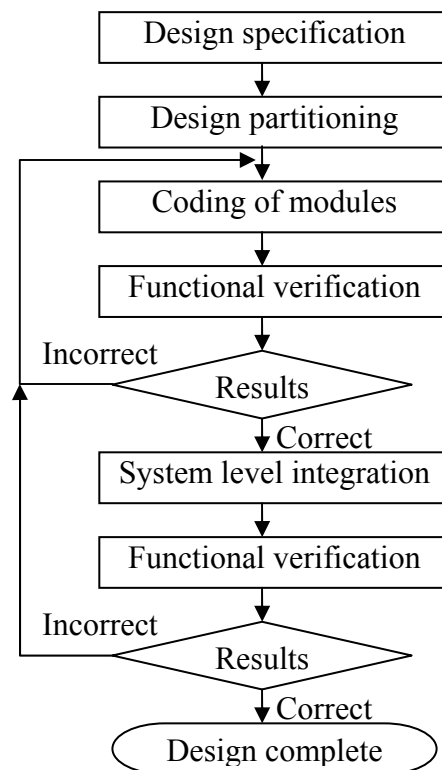 Design specification
Design partitioning
Coding of modules
Functional verification
Incorrect
Results
Correct
System level integration
Functional verification
Incorrect
Results
Correct
Design complete